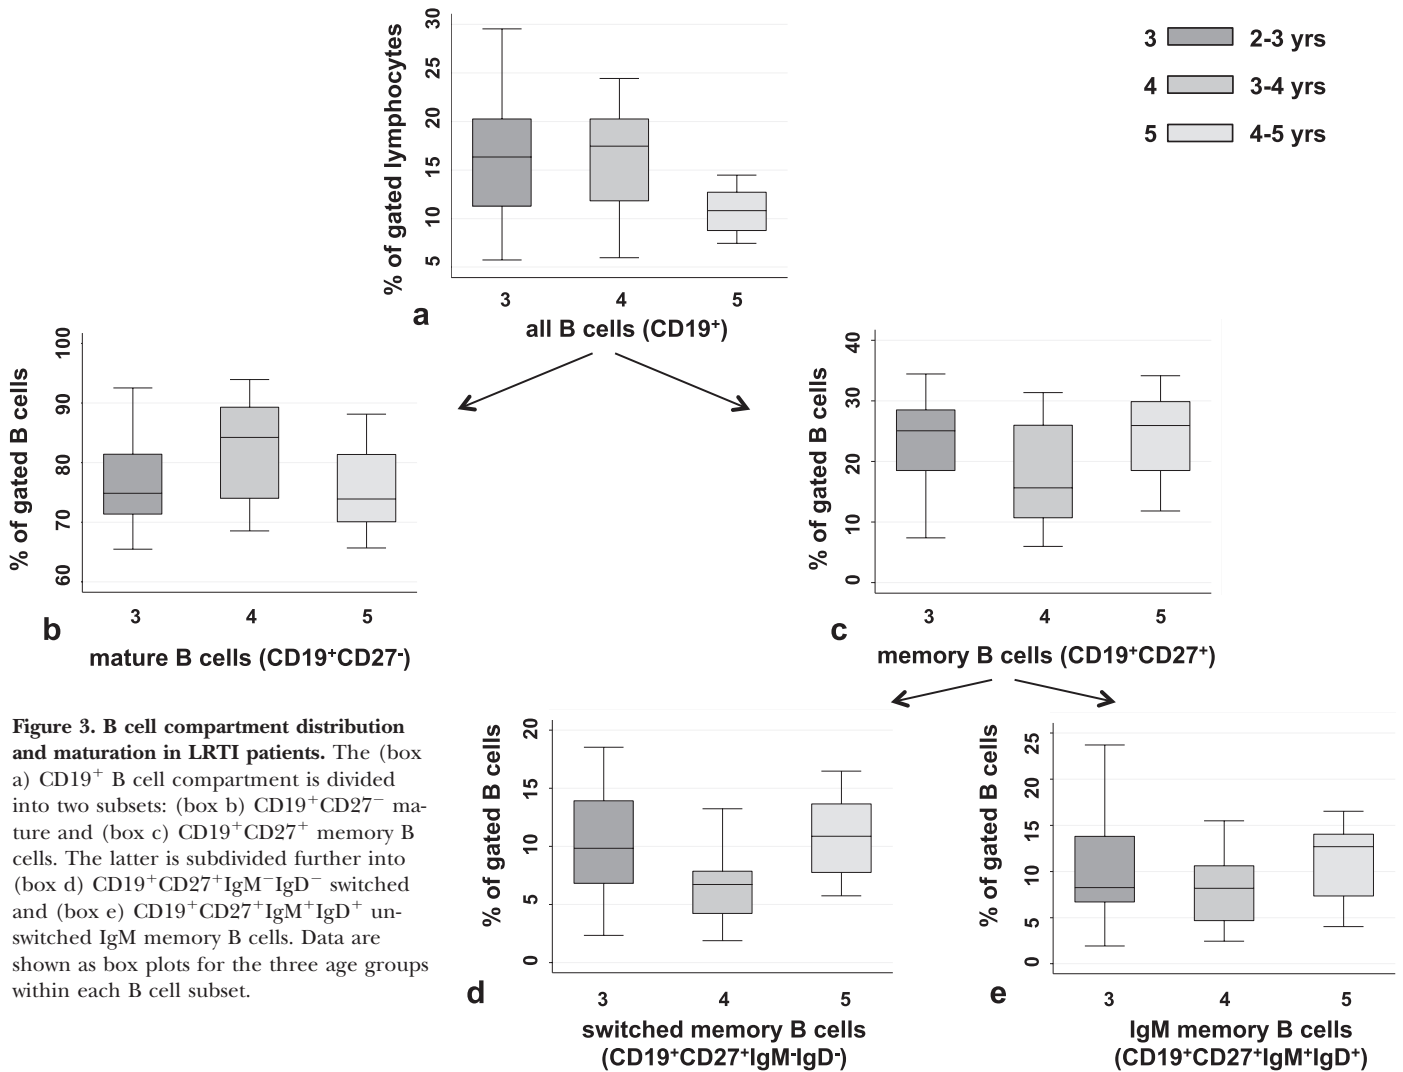 30
25
20
15
10
5
% of gated lymphocytes
3 4 5
a
all B cells (CD19⁺)
3 2-3 yrs
4 3-4 yrs
5 4-5 yrs
100
90
80
70
60
% of gated B cells
3 4 5
b
mature B cells (CD19⁺CD27⁻)
40
30
20
10
0
% of gated B cells
3 4 5
c
memory B cells (CD19⁺CD27⁺)
Figure 3. B cell compartment distribution
and maturation in LRTI patients. The (box
a) CD19⁺ B cell compartment is divided
into two subsets: (box b) CD19⁺CD27⁻ ma-
ture and (box c) CD19⁺CD27⁺ memory B
cells. The latter is subdivided further into
(box d) CD19⁺CD27⁺IgM⁻IgD⁻ switched
and (box e) CD19⁺CD27⁺IgM⁺IgD⁺ un-
switched IgM memory B cells. Data are
shown as box plots for the three age groups
within each B cell subset.
20
15
10
5
0
% of gated B cells
3 4 5
d
switched memory B cells
(CD19⁺CD27⁺IgM⁻IgD⁻)
25
20
15
10
5
0
% of gated B cells
3 4 5
e
IgM memory B cells
(CD19⁺CD27⁺IgM⁺IgD⁺)